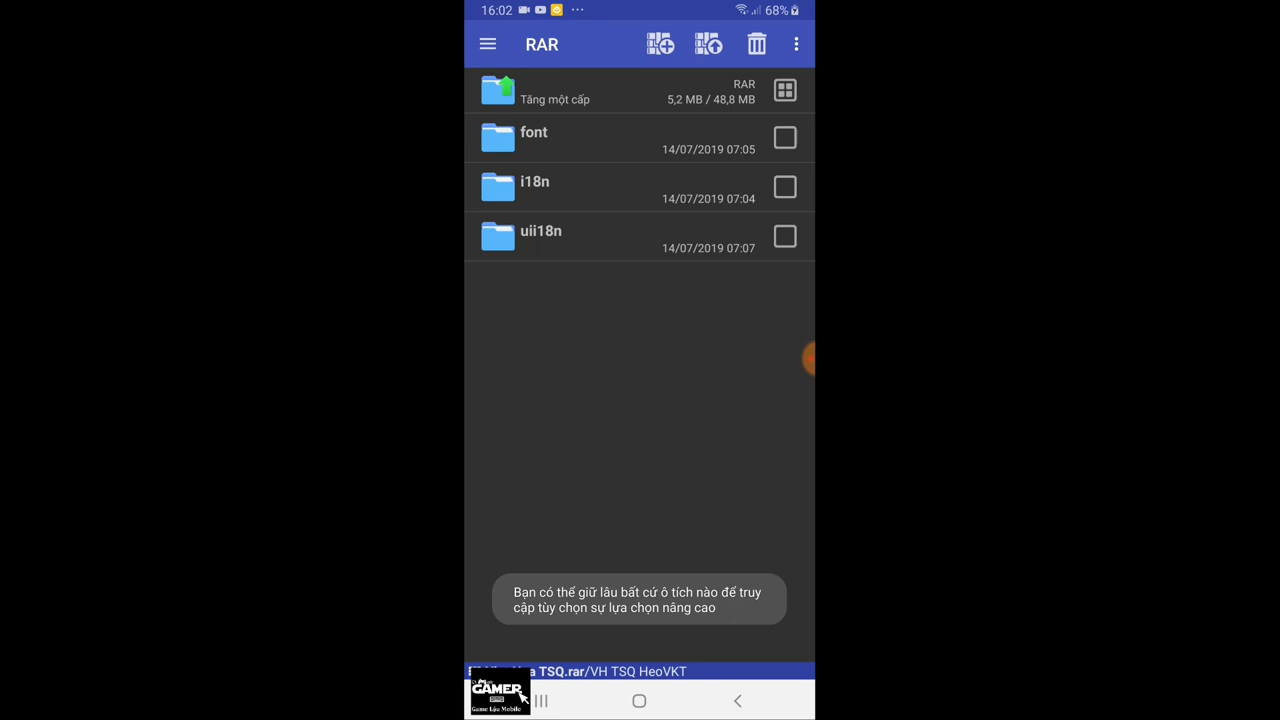 16:02
68%
RAR
RAR
Tăng một cấp
5,2 MB / 48,8 MB
font
14/07/2019 07:05
i18n
14/07/2019 07:04
uii18n
14/07/2019 07:07
Bạn có thể giữ lâu bất cứ ô tích nào để truy
cập tùy chọn sự lựa chọn nâng cao
TSQ.rar/VH TSQ HeoVKT
GAMER
Game Lậu Mobile